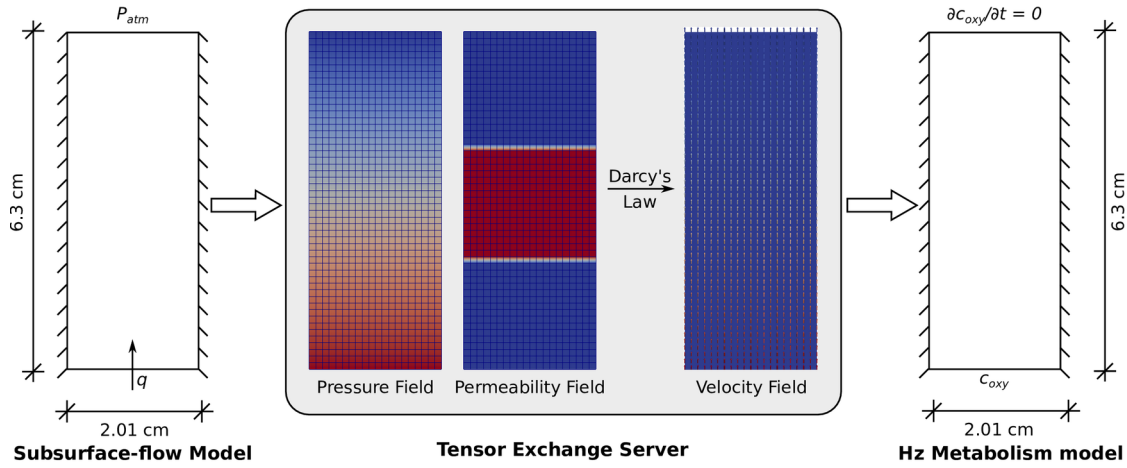 P_atm
6.3 cm
q
2.01 cm
Subsurface-flow Model
Pressure Field
Permeability Field
Darcy's
Law
Velocity Field
Tensor Exchange Server
∂c_oxy/∂t = 0
6.3 cm
c_oxy
2.01 cm
Hz Metabolism model